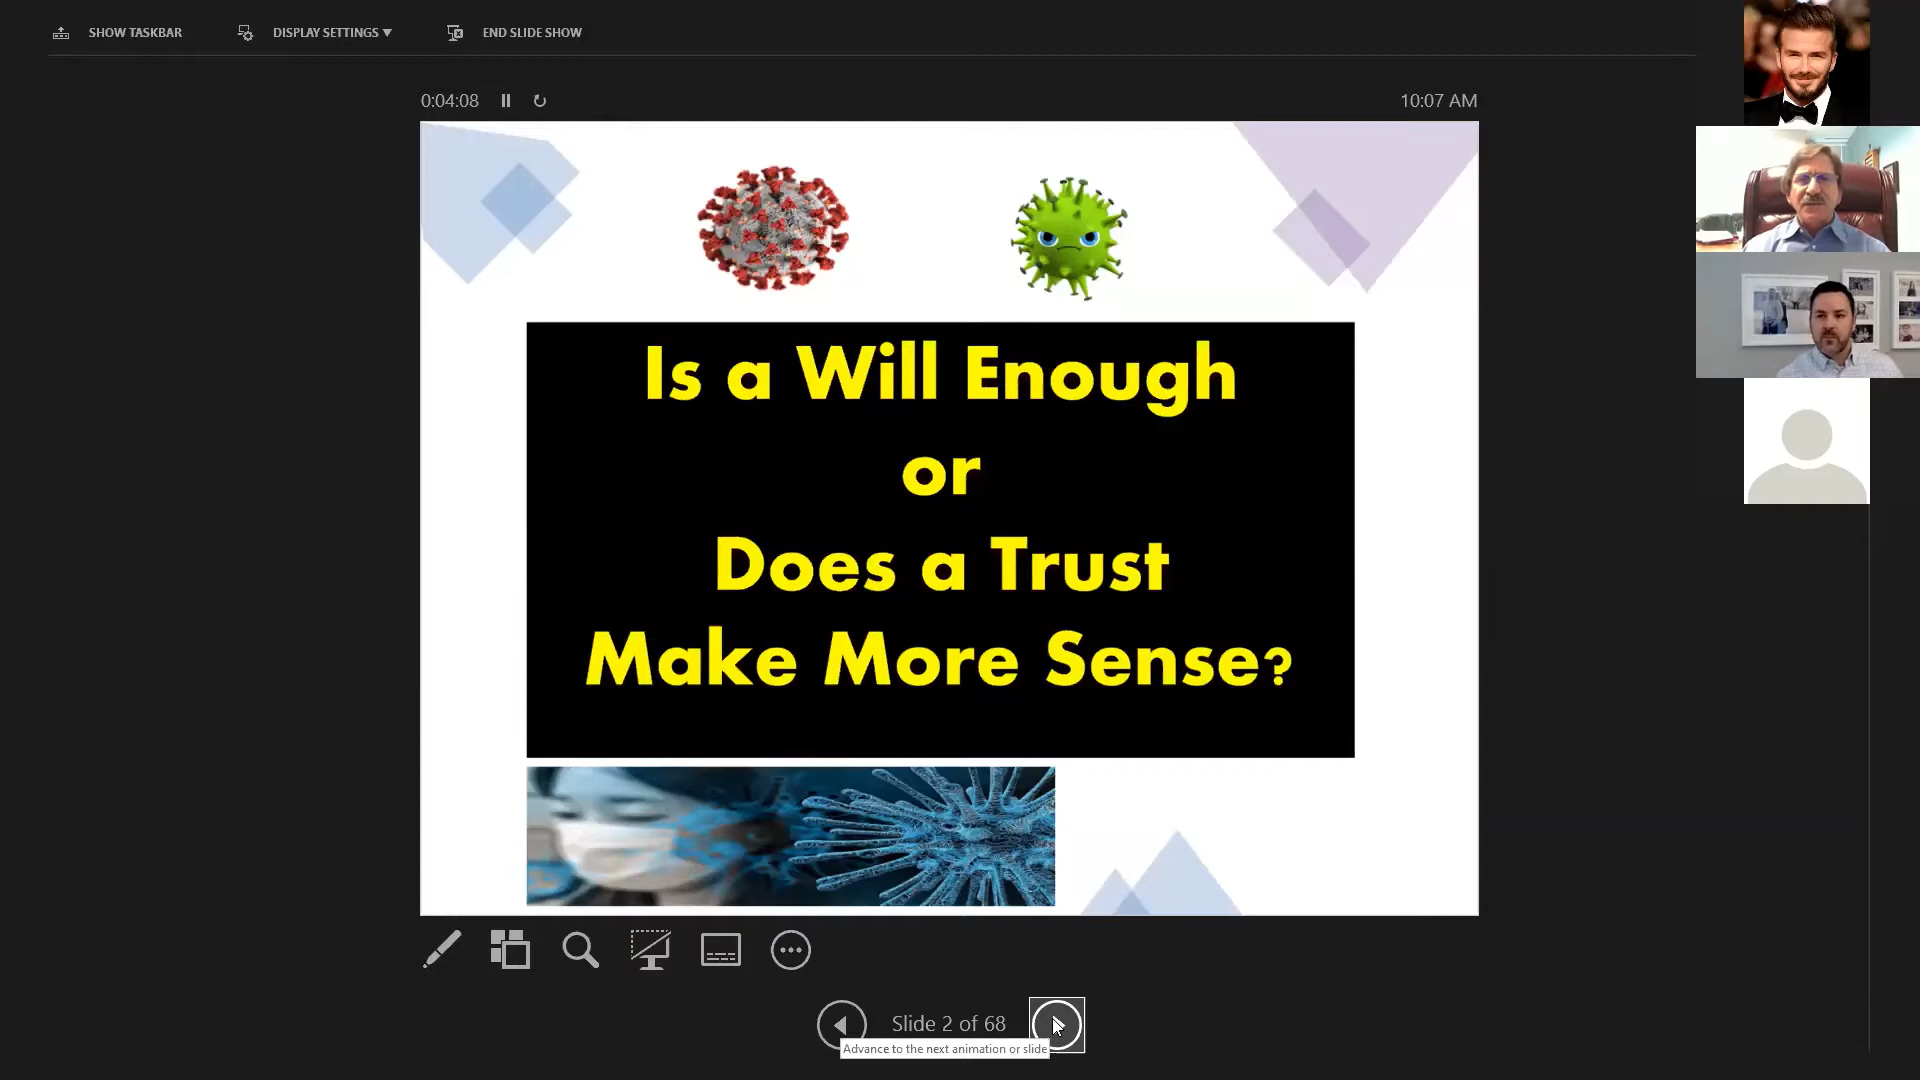 SHOW TASKBAR DISPLAY SETTINGS ▼ END SLIDE SHOW
0:04:08 10:07 AM
Is a Will Enough
or
Does a Trust
Make More Sense?
Slide 2 of 68
Advance to the next animation or slide